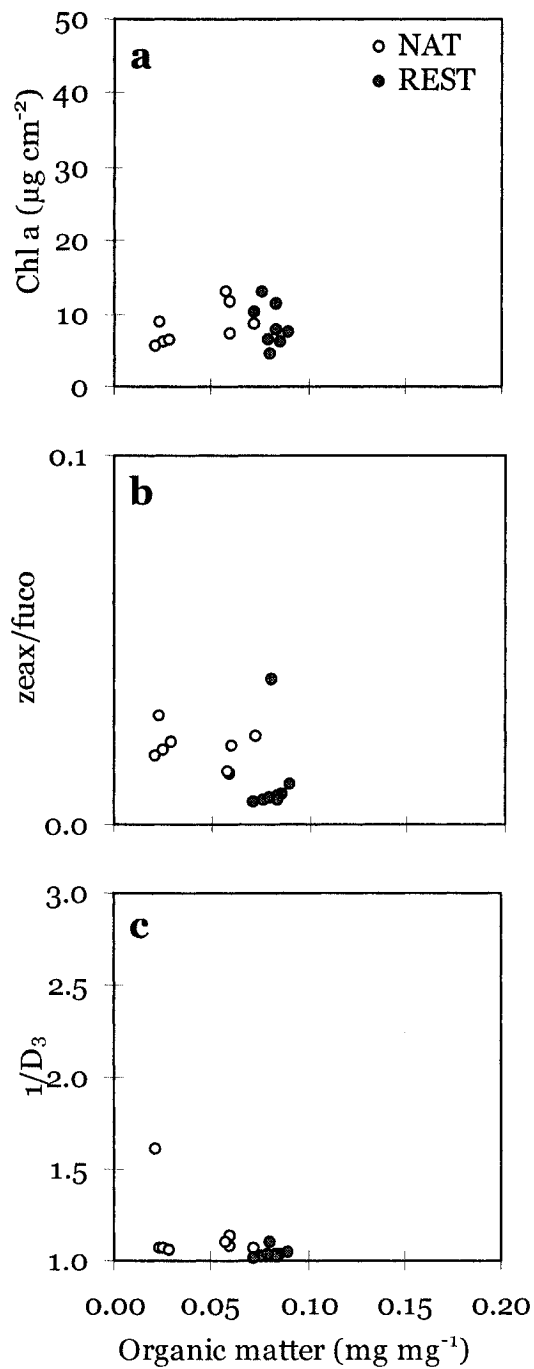 50
a
NAT
REST
40
30
20
10
0
Chl a (µg cm⁻²)
0.1
b
zeax/fuco
0.0
3.0
c
2.5
2.0
1.5
1.0
1/D₃
0.00 0.05 0.10 0.15 0.20
Organic matter (mg mg⁻¹)